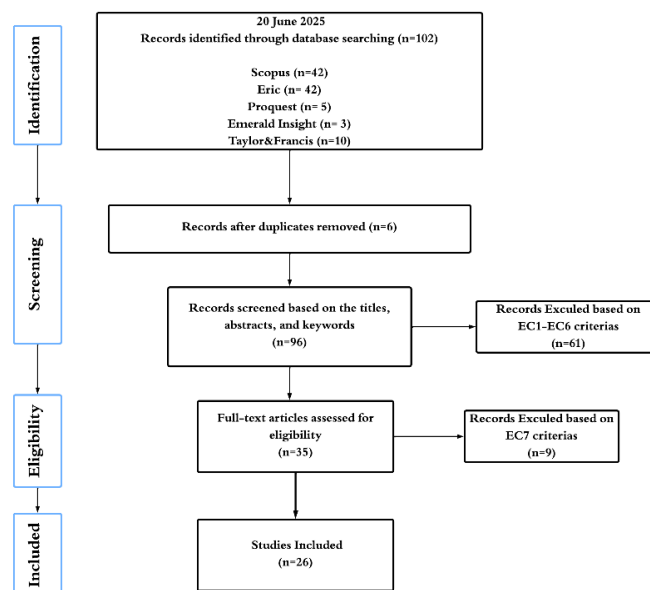 Identification
20 June 2025
Records identified through database searching (n=102)
Scopus (n=42)
Eric (n= 42)
Proquest (n= 5)
Emerald Insight (n= 3)
Taylor&Francis (n=10)
Screening
Records after duplicates removed (n=6)
Records screened based on the titles,
abstracts, and keywords
(n=96)
Records Exculed based on
EC1-EC6 criterias
(n=61)
Eligibility
Full-text articles assessed for
eligibility
(n=35)
Records Exculed based on
EC7 criterias
(n=9)
Included
Studies Included
(n=26)